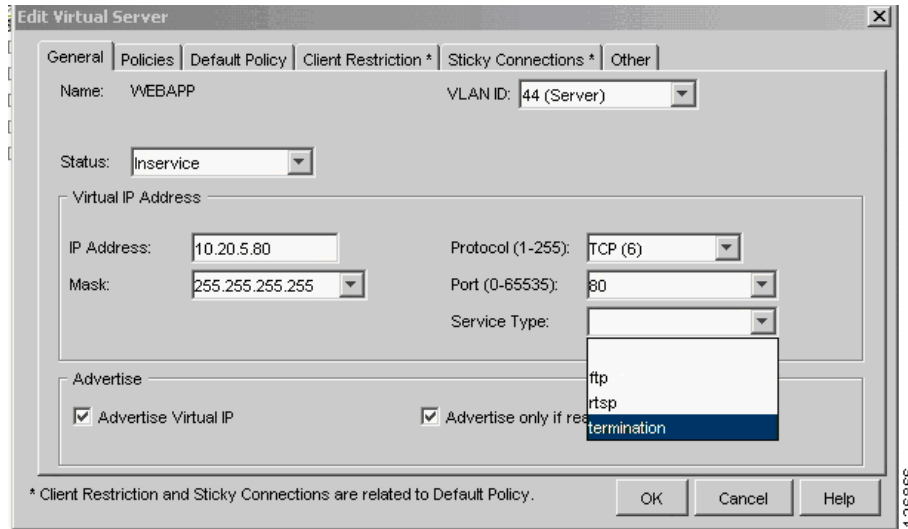 Edit Virtual Server
General Policies Default Policy Client Restriction * Sticky Connections * Other
Name: WEBAPP VLAN ID: 44 (Server)
Status: Inservice
Virtual IP Address
IP Address: 10.20.5.80 Protocol (1-255): TCP (6)
Mask: 255.255.255.255 Port (0-65535): 80
Service Type:
ftp
rtsp
termination
Advertise
Advertise Virtual IP Advertise only if rea
* Client Restriction and Sticky Connections are related to Default Policy.
OK Cancel Help